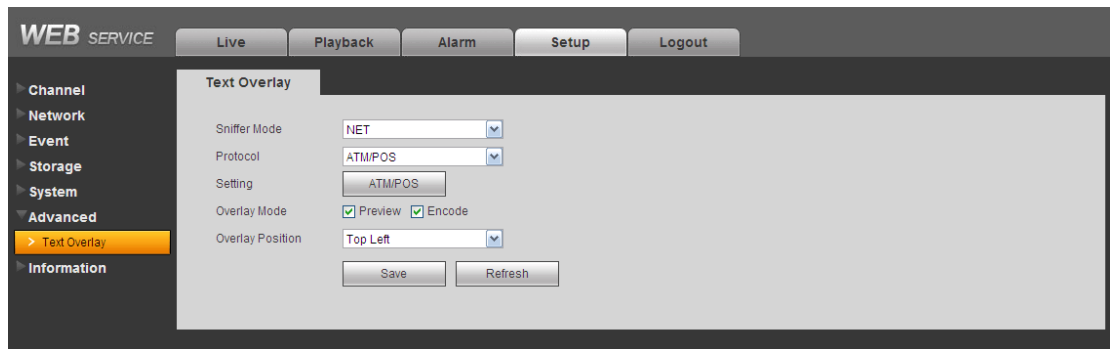 WEB SERVICE
Live
Playback
Alarm
Setup
Logout
Channel
Network
Event
Storage
System
Advanced
> Text Overlay
Information
Text Overlay
Sniffer Mode NET
Protocol ATM/POS
Setting ATM/POS
Overlay Mode Preview Encode
Overlay Position Top Left
Save Refresh